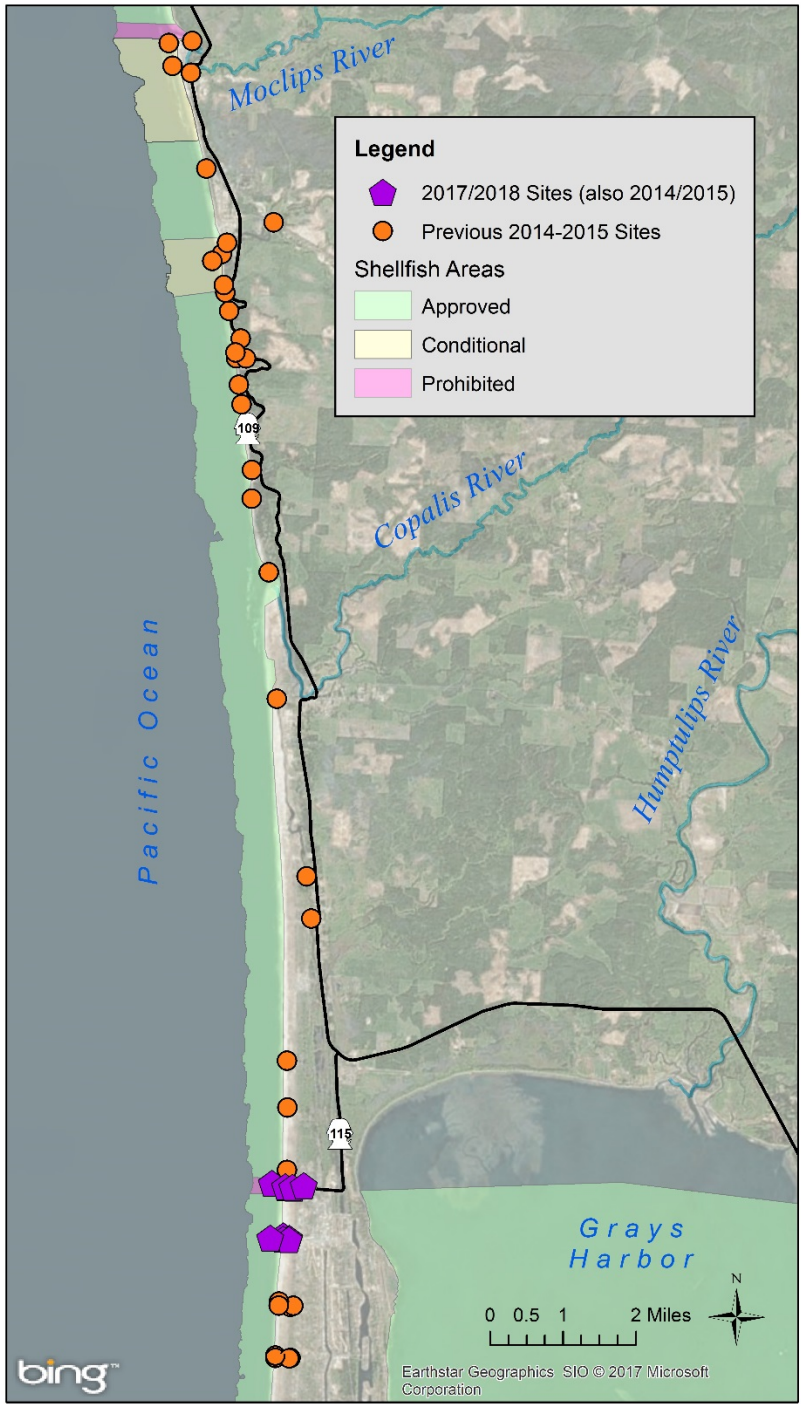 Moclips River
Legend
2017/2018 Sites (also 2014/2015)
Previous 2014-2015 Sites
Shellfish Areas
Approved
Conditional
Prohibited
109
Copalis River
Humptulips River
Pacific Ocean
115
Grays
Harbor
N
0 0.5 1 2 Miles
bing™
Earthstar Geographics SIO © 2017 Microsoft
Corporation